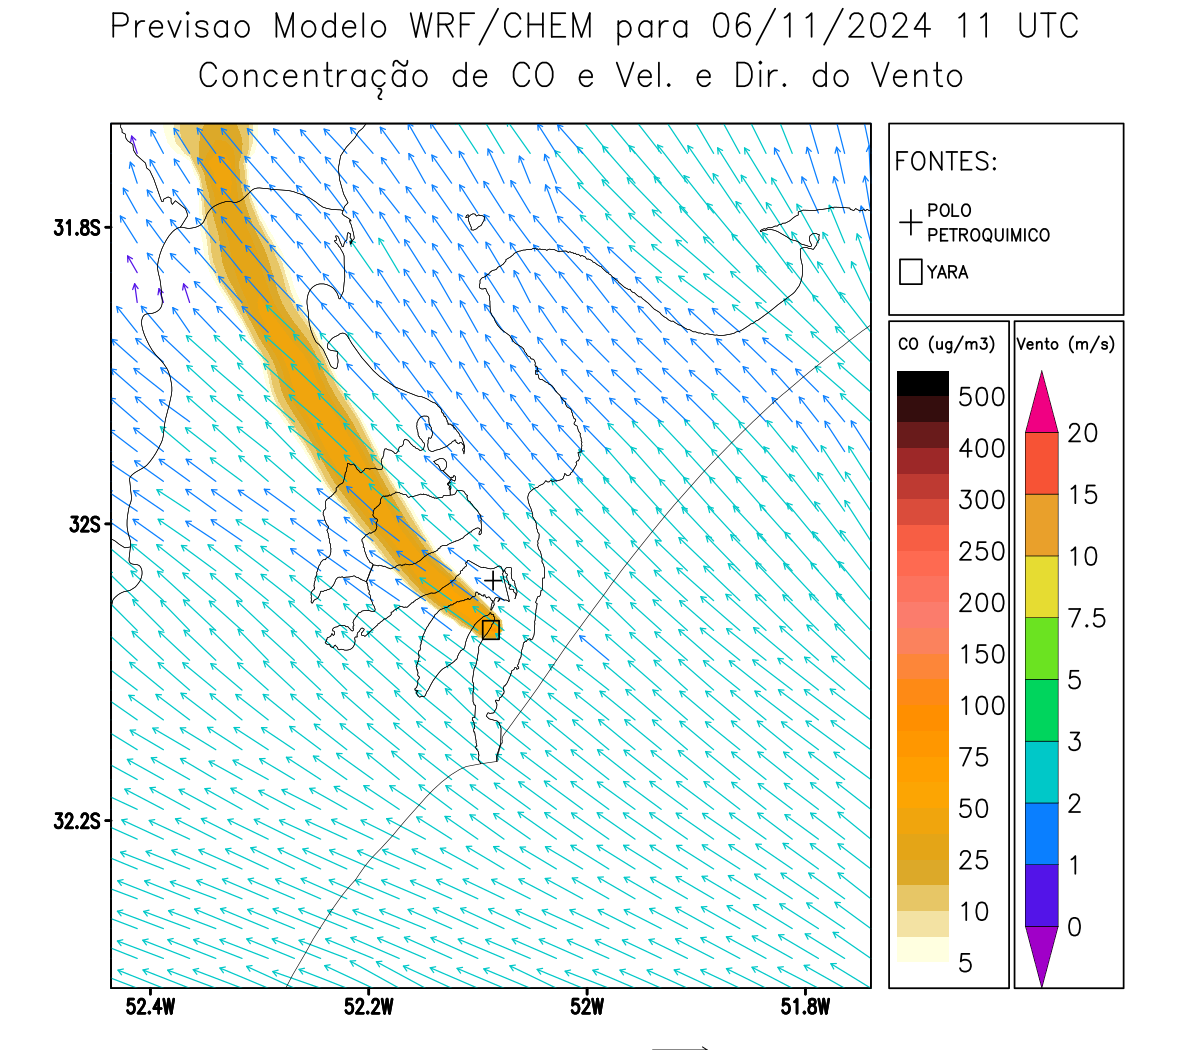 Previsao Modelo WRF/CHEM para 06/11/2024 11 UTC
Concentração de CO e Vel. e Dir. do Vento
FONTES:
POLO
PETROQUIMICO
YARA
CO (ug/m3)
500
400
300
250
200
150
100
75
50
25
10
5
Vento (m/s)
20
15
10
7.5
5
3
2
1
0
31.8S
32S
32.2S
52.4W
52.2W
52W
51.8W